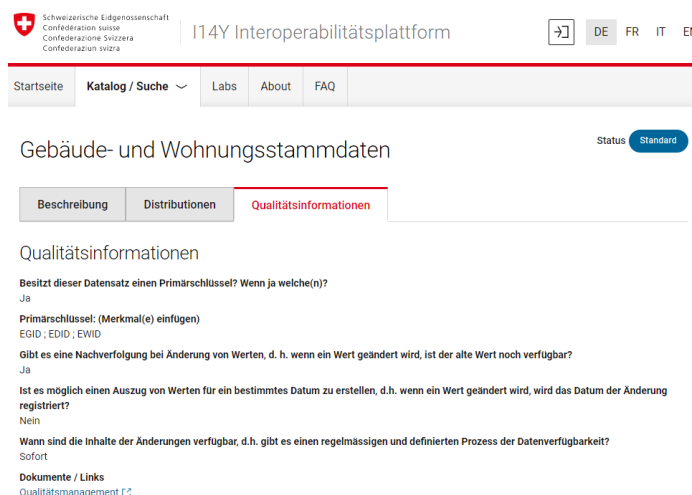 Schweizerische Eidgenossenschaft
Confédération suisse
Confederazione Svizzera
Confederaziun svizra
I14Y Interoperabilitätsplattform
DE FR IT EN
Startseite Katalog / Suche Labs About FAQ
Gebäude- und Wohnungsstammdaten
Status Standard
Beschreibung Distributionen Qualitätsinformationen
Qualitätsinformationen
Besitzt dieser Datensatz einen Primärschlüssel? Wenn ja welche(n)?
Ja
Primärschlüssel: (Merkmal(e) einfügen)
EGID ; EDID ; EWID
Gibt es eine Nachverfolgung bei Änderung von Werten, d. h. wenn ein Wert geändert wird, ist der alte Wert noch verfügbar?
Ja
Ist es möglich einen Auszug von Werten für ein bestimmtes Datum zu erstellen, d.h. wenn ein Wert geändert wird, wird das Datum der Änderung
registriert?
Nein
Wann sind die Inhalte der Änderungen verfügbar, d.h. gibt es einen regelmässigen und definierten Prozess der Datenverfügbarkeit?
Sofort
Dokumente / Links
Qualitätsmanagement